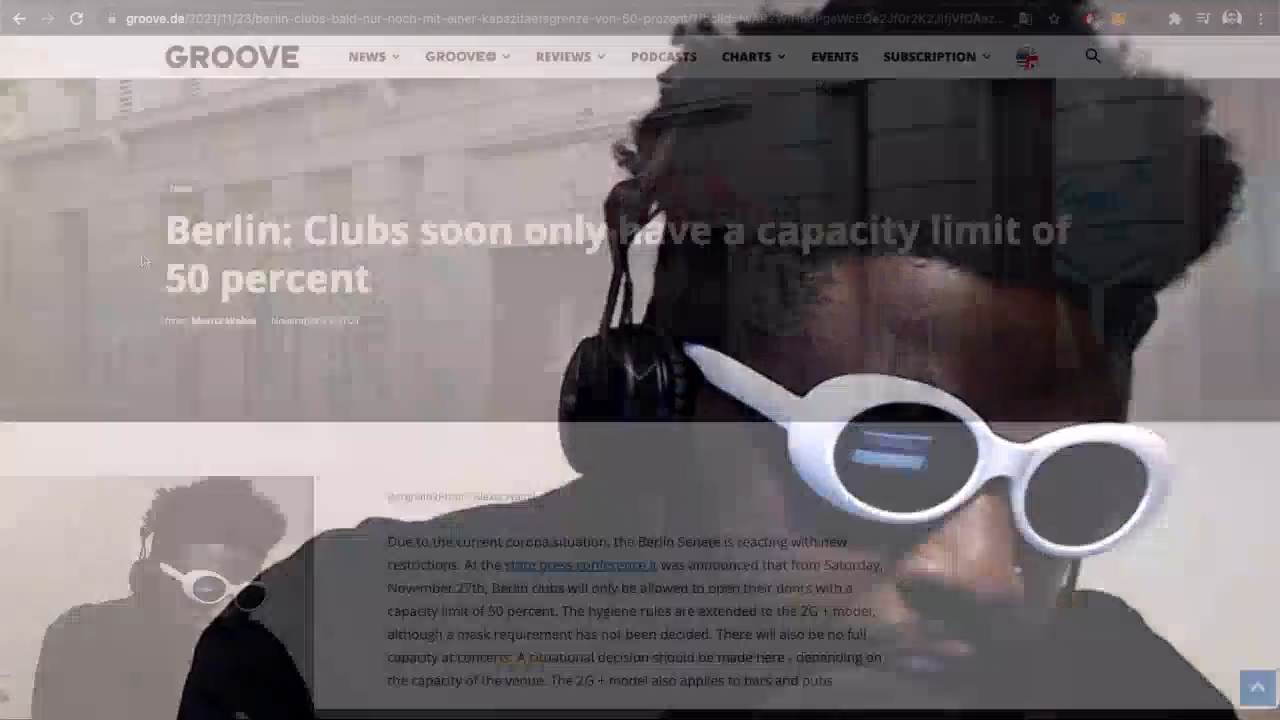 groove.de/2021/11/23/berlin-clubs-bald-nur-noch-mit-einer-kapazitaetsgrenze-von-50-prozent/
GROOVE
NEWS GROOVE REVIEWS PODCASTS CHARTS EVENTS SUBSCRIPTION
Berlin: Clubs soon only have a capacity limit of
50 percent
Due to the current corona situation, the Berlin Senate is reacting with new
restrictions. At the state press conference it was announced that from Saturday,
November 27th, Berlin clubs will only be allowed to open their doors with a
capacity limit of 50 percent. The hygiene rules are extended to the 2G + model,
although a mask requirement has not been decided. There will also be no full
capacity at concerts. A situational decision should be made here - depending on
the capacity of the venue. The 2G + model also applies to bars and pubs